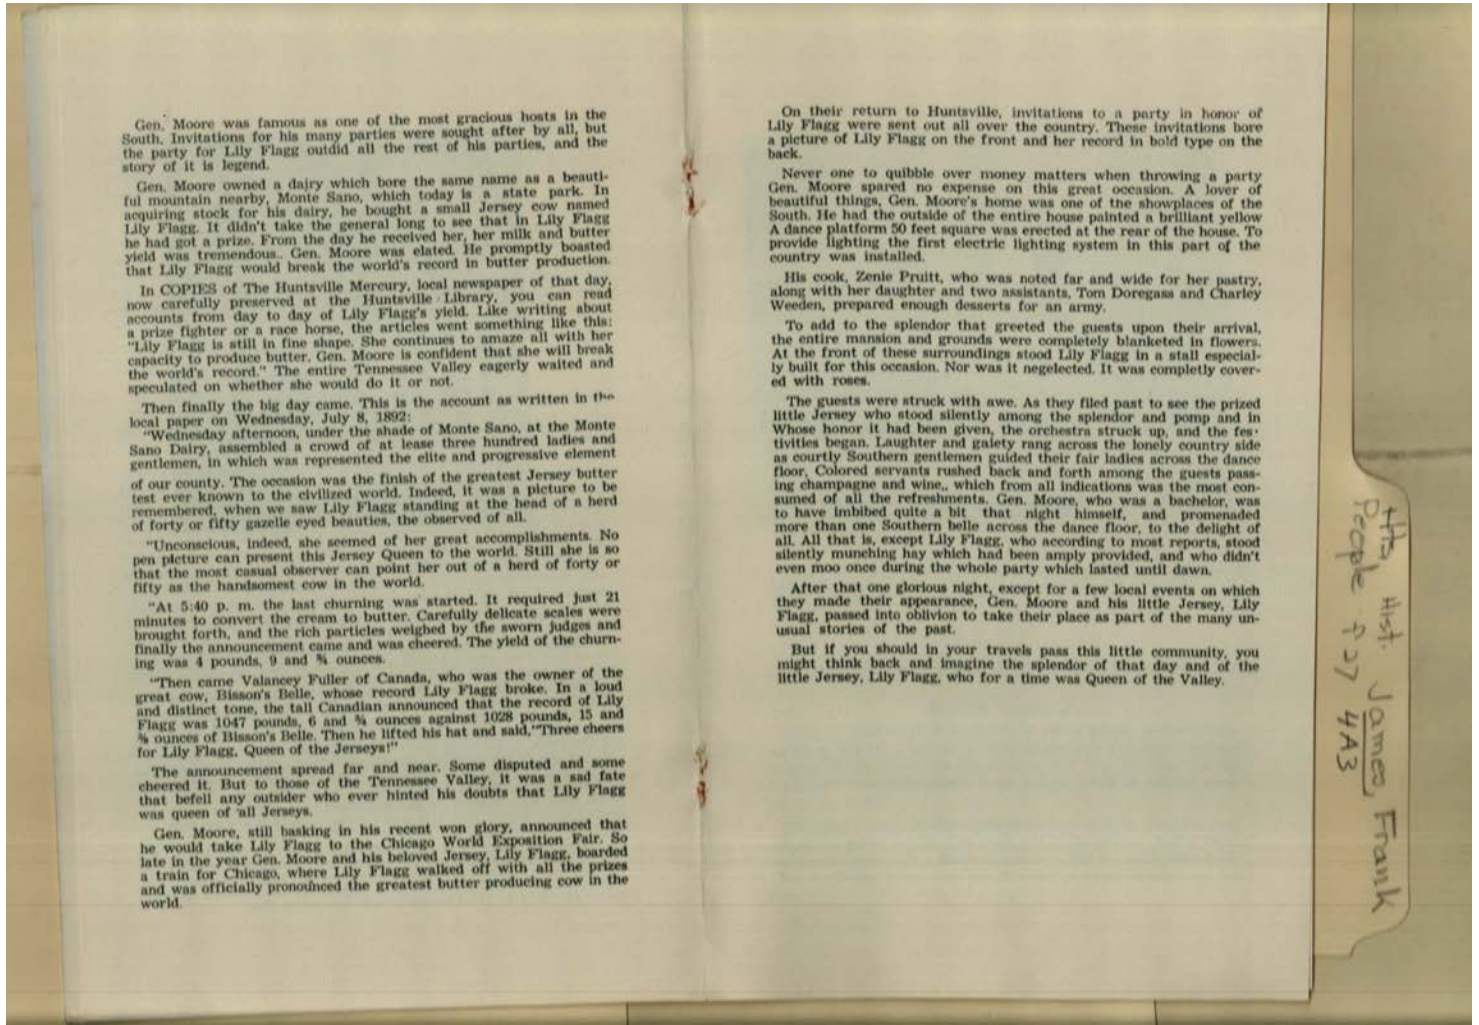 Gen. Moore was famous as one of the most gracious hosts in the
South. Invitations for his many parties were sought after by all, but
the party for Lily Flagg outdid all the rest of his parties, and the
story of it is legend.
Gen. Moore owned a dairy which bore the same name as a beauti-
ful mountain nearby, Monte Sano, which today is a state park. In
acquiring stock for his dairy, he bought a small Jersey cow named
Lily Flagg. It didn't take the general long to see that in Lily Flagg
he had got a prize. From the day he received her, her milk and butter
yield was tremendous.. Gen. Moore was elated. He promptly boasted
that Lily Flagg would break the world's record in butter production.
In COPIES of The Huntsville Mercury, local newspaper of that day,
now carefully preserved at the Huntsville Library, you can read
accounts from day to day of Lily Flagg's yield. Like writing about
a prize fighter or a race horse, the articles went something like this:
"Lily Flagg is still in fine shape. She continues to amaze all with her
capacity to produce butter. Gen. Moore is confident that she will break
the world's record." The entire Tennessee Valley eagerly waited and
speculated on whether she would do it or not.
Then finally the big day came. This is the account as written in the
local paper on Wednesday, July 8, 1892:
"Wednesday afternoon, under the shade of Monte Sano, at the Monte
Sano Dairy, assembled a crowd of at lease three hundred ladies and
gentlemen, in which was represented the elite and progressive element
of our county. The occasion was the finish of the greatest Jersey butter
test ever known to the civilized world. Indeed, it was a picture to be
remembered, when we saw Lily Flagg standing at the head of a herd
of forty or fifty gazelle eyed beauties, the observed of all.
"Unconscious, indeed, she seemed of her great accomplishments. No
pen picture can present this Jersey Queen to the world. Still she is so
that the most casual observer can point her out of a herd of forty or
fifty as the handsomest cow in the world.
"At 5:40 p. m. the last churning was started. It required just 21
minutes to convert the cream to butter. Carefully delicate scales were
brought forth, and the rich particles weighed by the sworn judges and
finally the announcement came and was cheered. The yield of the churn-
ing was 4 pounds, 9 and ¾ ounces.
"Then came Valancey Fuller of Canada, who was the owner of the
great cow, Bisson's Belle, whose record Lily Flagg broke. In a loud
and distinct tone, the tall Canadian announced that the record of Lily
Flagg was 1047 pounds, 6 and ¾ ounces against 1028 pounds, 15 and
¾ ounces of Bisson's Belle. Then he lifted his hat and said,"Three cheers
for Lily Flagg, Queen of the Jerseys!"
The announcement spread far and near. Some disputed and some
cheered it. But to those of the Tennessee Valley, it was a sad fate
that befell any outsider who ever hinted his doubts that Lily Flagg
was queen of all Jerseys.
Gen. Moore, still basking in his recent won glory, announced that
he would take Lily Flagg to the Chicago World Exposition Fair. So
late in the year Gen. Moore and his beloved Jersey, Lily Flagg, boarded
a train for Chicago, where Lily Flagg walked off with all the prizes
and was officially pronounced the greatest butter producing cow in the
world.
On their return to Huntsville, invitations to a party in honor of
Lily Flagg were sent out all over the country. These invitations bore
a picture of Lily Flagg on the front and her record in bold type on the
back.
Never one to quibble over money matters when throwing a party
Gen. Moore spared no expense on this great occasion. A lover of
beautiful things, Gen. Moore's home was one of the showplaces of the
South. He had the outside of the entire house painted a brilliant yellow
A dance platform 50 feet square was erected at the rear of the house. To
provide lighting the first electric lighting system in this part of the
country was installed.
His cook, Zenie Pruitt, who was noted far and wide for her pastry,
along with her daughter and two assistants, Tom Doregass and Charley
Weeden, prepared enough desserts for an army.
To add to the splendor that greeted the guests upon their arrival,
the entire mansion and grounds were completely blanketed in flowers.
At the front of these surroundings stood Lily Flagg in a stall especial-
ly built for this occasion. Nor was it negelected. It was completly cover-
ed with roses.
The guests were struck with awe. As they filed past to see the prized
little Jersey who stood silently among the splendor and pomp and in
Whose honor it had been given, the orchestra struck up, and the fes-
tivities began. Laughter and gaiety rang across the lonely country side
as courtly Southern gentlemen guided their fair ladies across the dance
floor, Colored servants rushed back and forth among the guests pass-
ing champagne and wine,, which from all indications was the most con-
sumed of all the refreshments. Gen. Moore, who was a bachelor, was
to have imbibed quite a bit that night himself, and promenaded
more than one Southern belle across the dance floor, to the delight of
all. All that is, except Lily Flagg, who according to most reports, stood
silently munching hay which had been amply provided, and who didn't
even moo once during the whole party which lasted until dawn.
After that one glorious night, except for a few local events on which
they made their appearance, Gen. Moore and his little Jersey, Lily
Flagg, passed into oblivion to take their place as part of the many un-
usual stories of the past.
But if you should in your travels pass this little community, you
might think back and imagine the splendor of that day and of the
little Jersey, Lily Flagg, who for a time was Queen of the Valley.
Hist. James, Frank
People 4A3